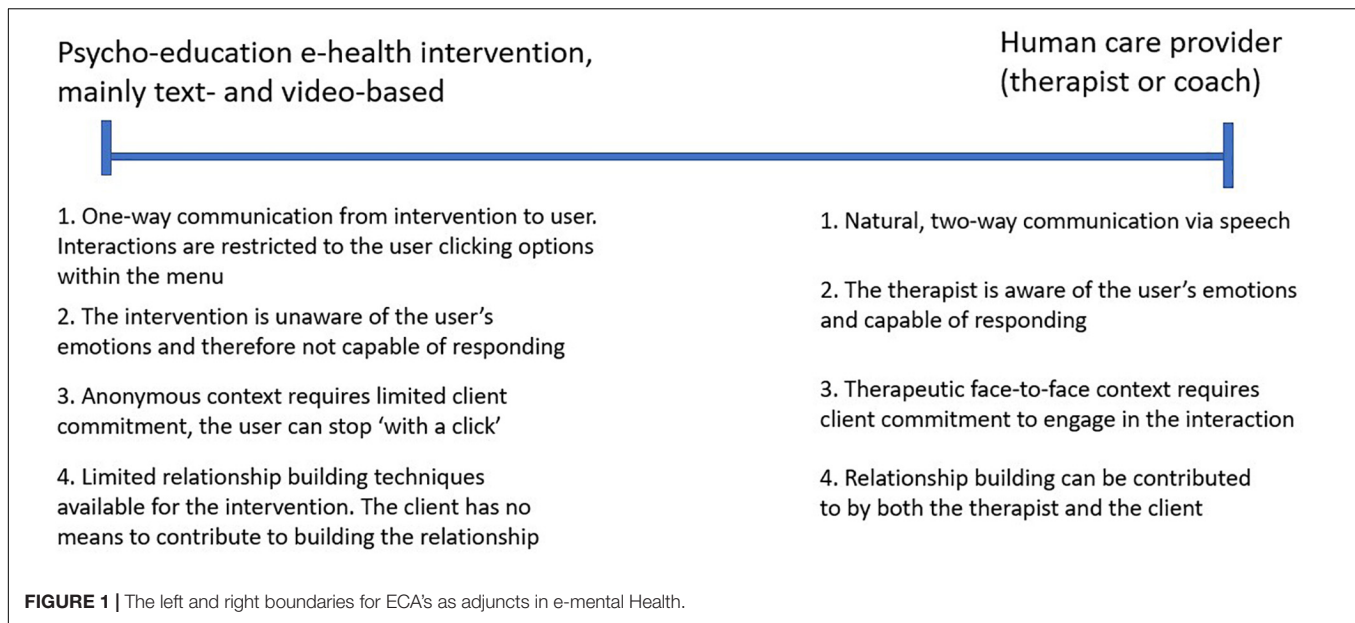 Psycho-education e-health intervention,
mainly text- and video-based
Human care provider
(therapist or coach)
1. One-way communication from intervention to user.
Interactions are restricted to the user clicking options
within the menu
2. The intervention is unaware of the user’s
emotions and therefore not capable of responding
3. Anonymous context requires limited client
commitment, the user can stop ‘with a click’
4. Limited relationship building techniques
available for the intervention. The client has no
means to contribute to building the relationship
1. Natural, two-way communication via speech
2. The therapist is aware of the user’s emotions
and capable of responding
3. Therapeutic face-to-face context requires
client commitment to engage in the interaction
4. Relationship building can be contributed
to by both the therapist and the client
FIGURE 1 | The left and right boundaries for ECA’s as adjuncts in e-mental Health.